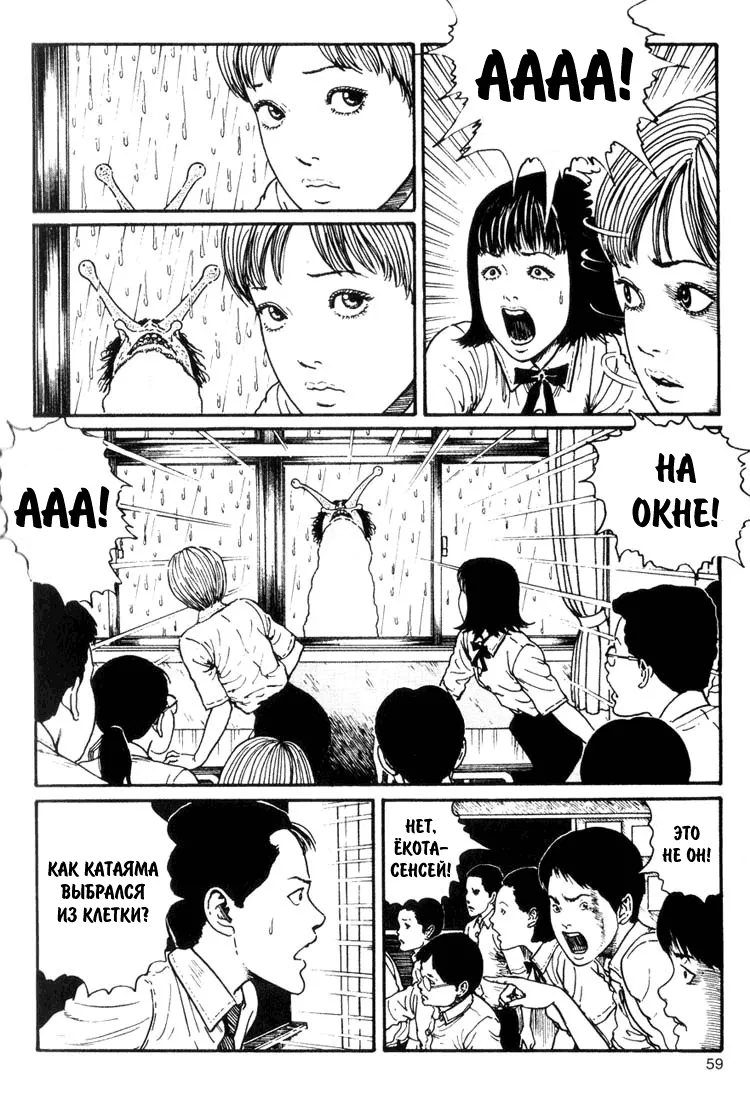 АААА!
ААА!
НА
ОКНЕ!
КАК КАТАЯМА
ВЫБРАЛСЯ
ИЗ КЛЕТКИ?
НЕТ,
ЁКОТА-
СЕНСЕЙ!
ЭТО
НЕ ОН!
59